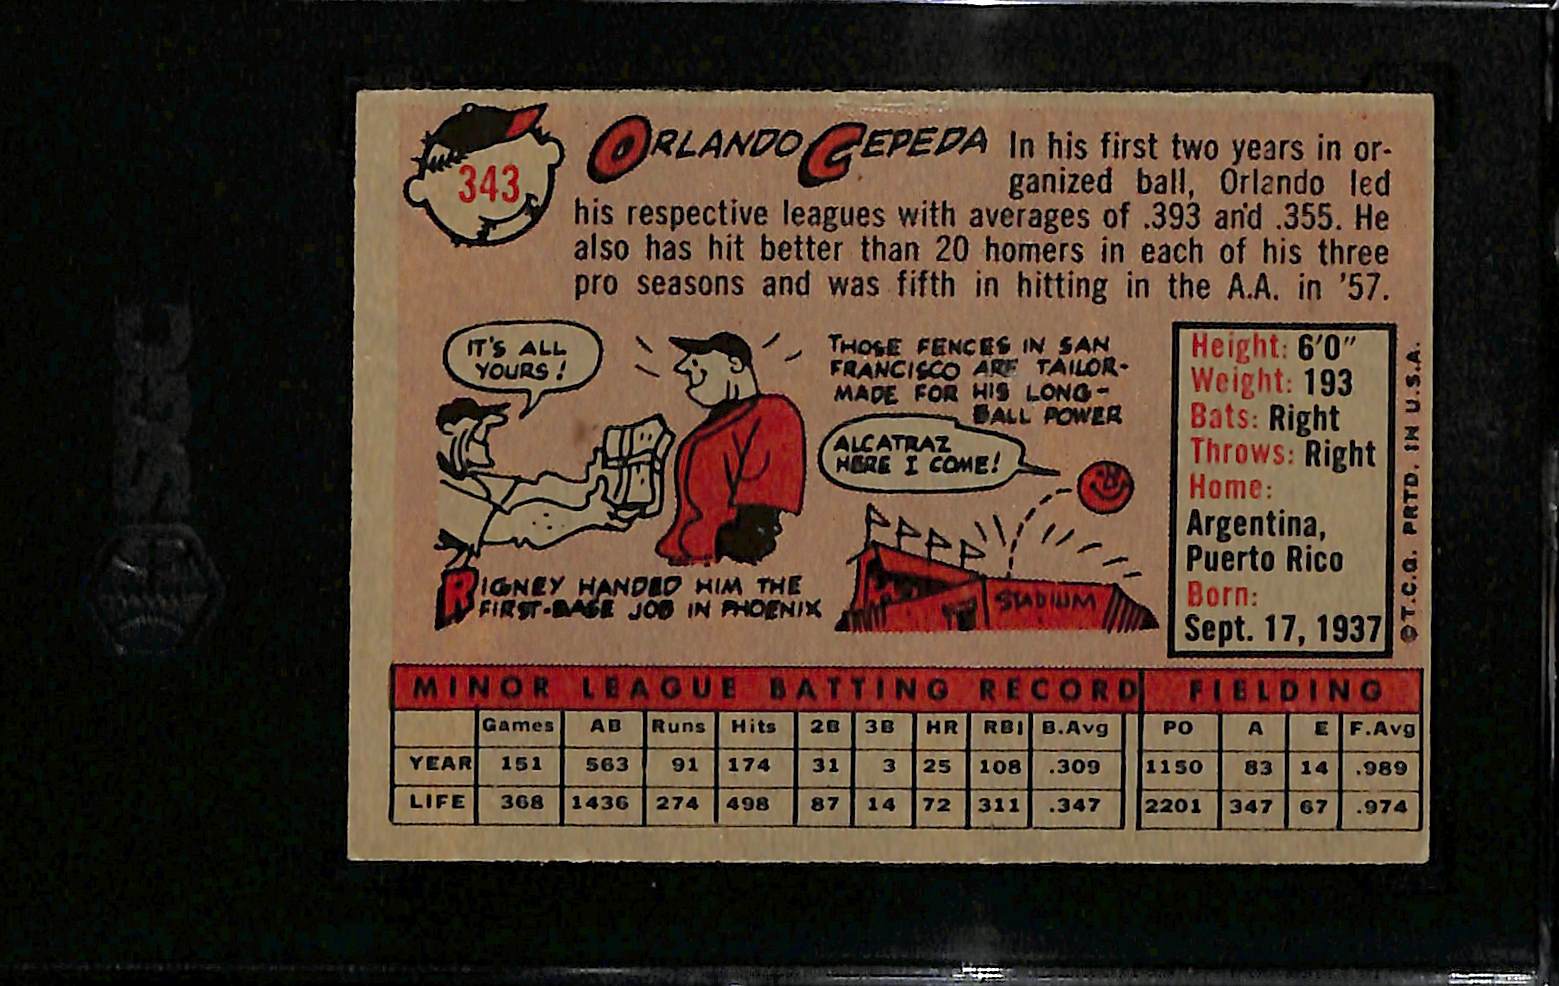 343
ORLANDO CEPEDA In his first two years in or-
ganized ball, Orlando led
his respective leagues with averages of .393 and .355. He
also has hit better than 20 homers in each of his three
pro seasons and was fifth in hitting in the A.A. in '57.
IT'S ALL
YOURS!
RIGNEY HANDED HIM THE
FIRST-BASE JOB IN PHOENIX
THOSE FENCES IN SAN
FRANCISCO ARE TAILOR-
MADE FOR HIS LONG-
BALL POWER
ALCATRAZ
HERE I COME!
STADIUM
Height: 6'0"
Weight: 193
Bats: Right
Throws: Right
Home:
Argentina,
Puerto Rico
Born:
Sept. 17, 1937
©T.C.G. PRTD. IN U.S.A.
MINOR LEAGUE BATTING RECORD FIELDING
Games AB Runs Hits 2B 3B HR RBI B.Avg PO A E F.Avg
YEAR 151 563 91 174 31 3 25 108 .309 1150 83 14 .989
LIFE 368 1436 274 498 87 14 72 311 .347 2201 347 67 .974
SGC